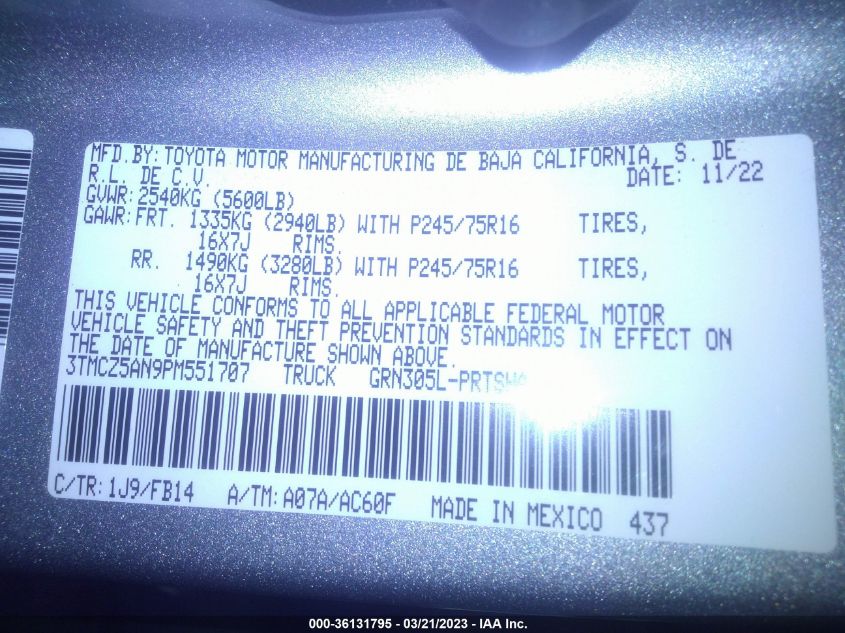 MFD.BY:TOYOTA MOTOR MANUFACTURING DE BAJA CALIFORNIA, S. DE
R.L. DE C.V. DATE: 11/22
GVWR:2540KG (5600LB)
GAWR:FRT. 1335KG (2940LB) WITH P245/75R16 TIRES,
16X7J RIMS.
RR. 1490KG (3280LB) WITH P245/75R16 TIRES,
16X7J RIMS.
THIS VEHICLE CONFORMS TO ALL APPLICABLE FEDERAL MOTOR
VEHICLE SAFETY AND THEFT PREVENTION STANDARDS IN EFFECT ON
THE DATE OF MANUFACTURE SHOWN ABOVE.
3TMCZ5AN9PM551707 TRUCK
C/TR:1J9/FB14 A/TM:A07A/AC60F MADE IN MEXICO 437
000-36131795 - 03/21/2023 - IAA Inc.